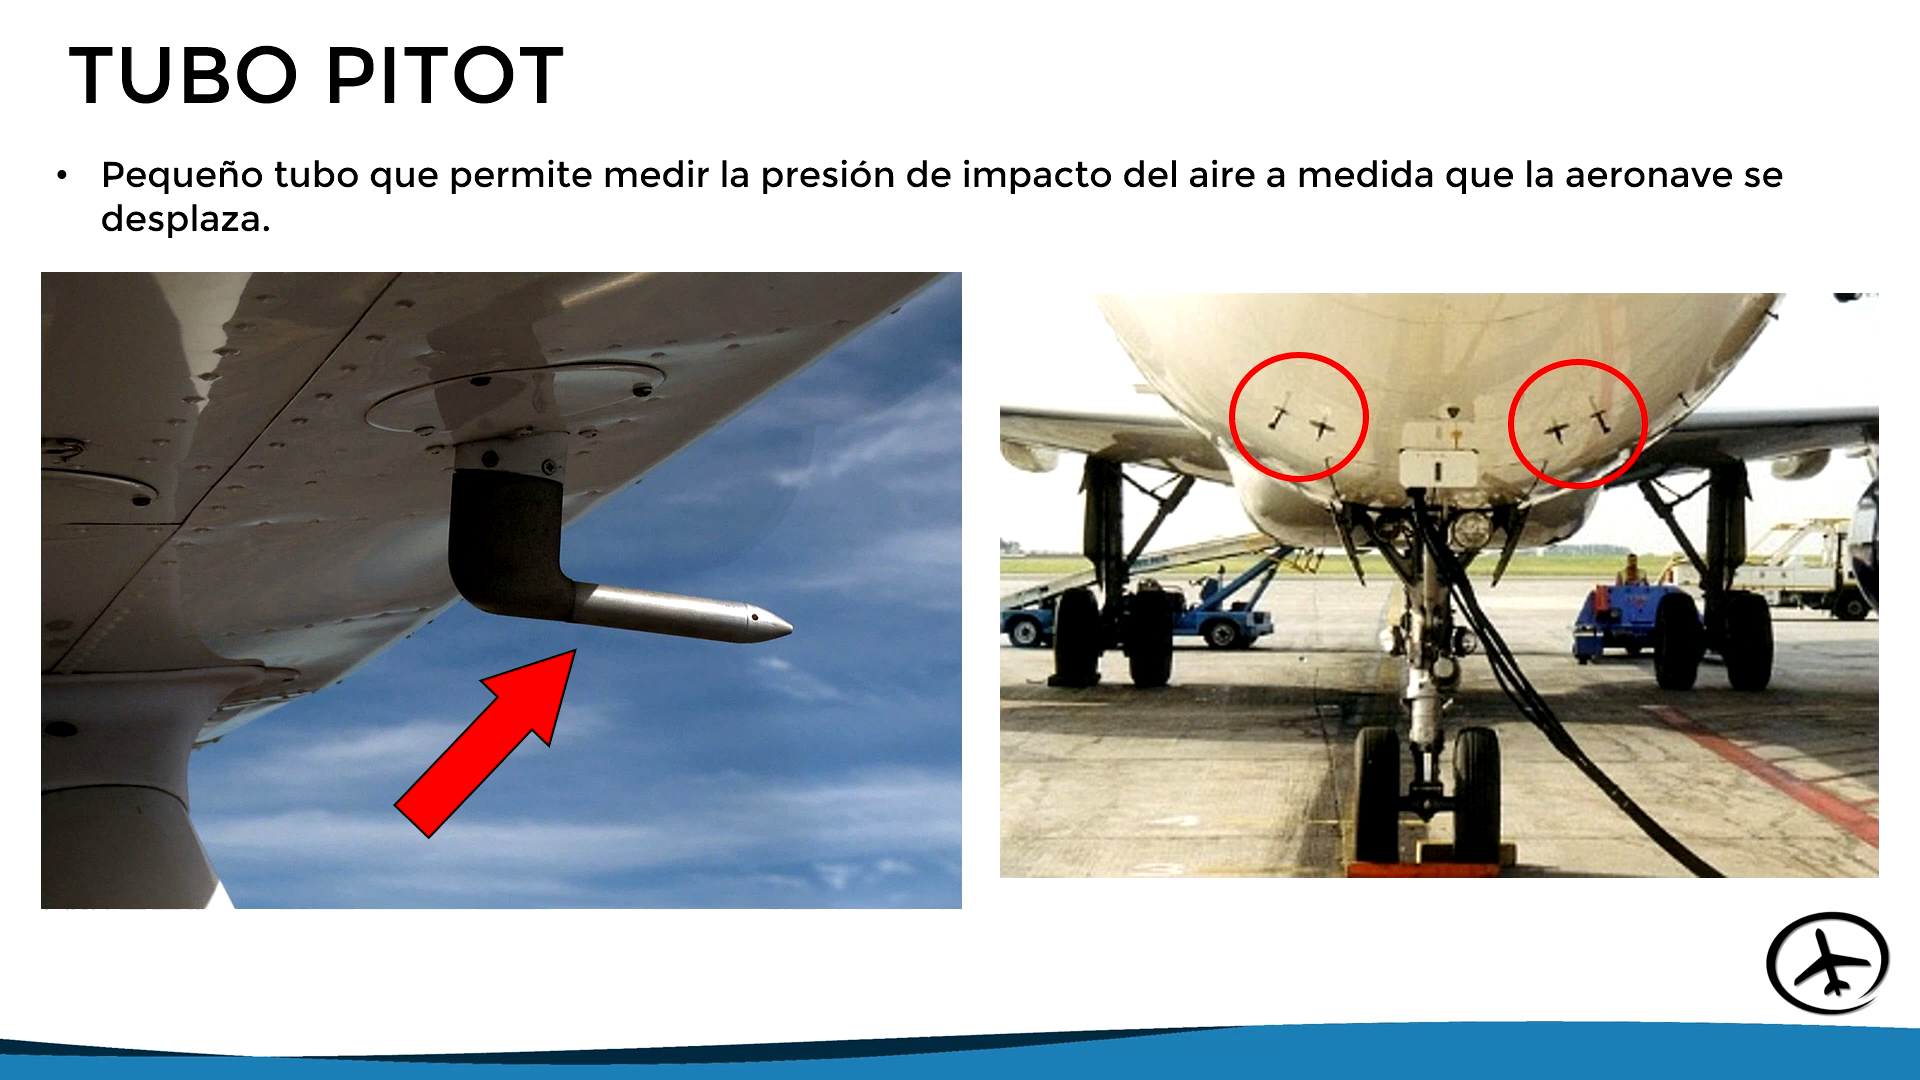 TUBO PITOT
• Pequeño tubo que permite medir la presión de impacto del aire a medida que la aeronave se
desplaza.